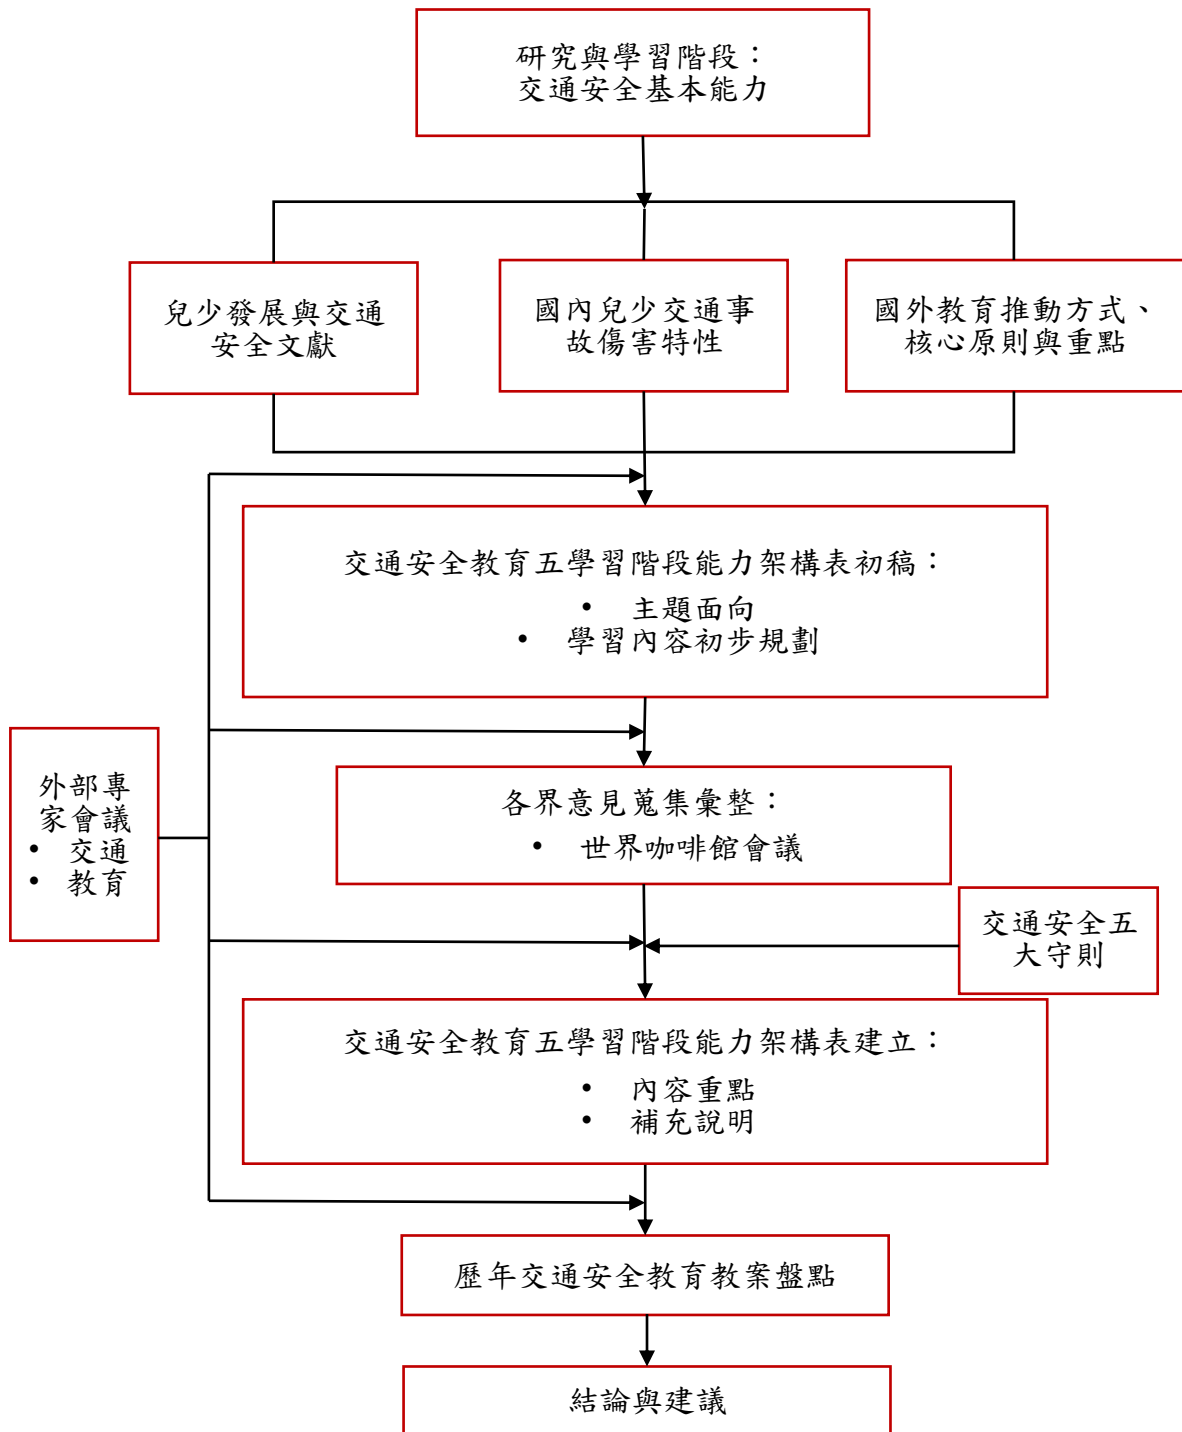 研究與學習階段：
交通安全基本能力
兒少發展與交通
安全文獻
國內兒少交通事
故傷害特性
國外教育推動方式、
核心原則與重點
交通安全教育五學習階段能力架構表初稿：
• 主題面向
• 學習內容初步規劃
外部專
家會議
• 交通
• 教育
各界意見蒐集彙整：
• 世界咖啡館會議
交通安全五
大守則
交通安全教育五學習階段能力架構表建立：
• 內容重點
• 補充說明
歷年交通安全教育教案盤點
結論與建議